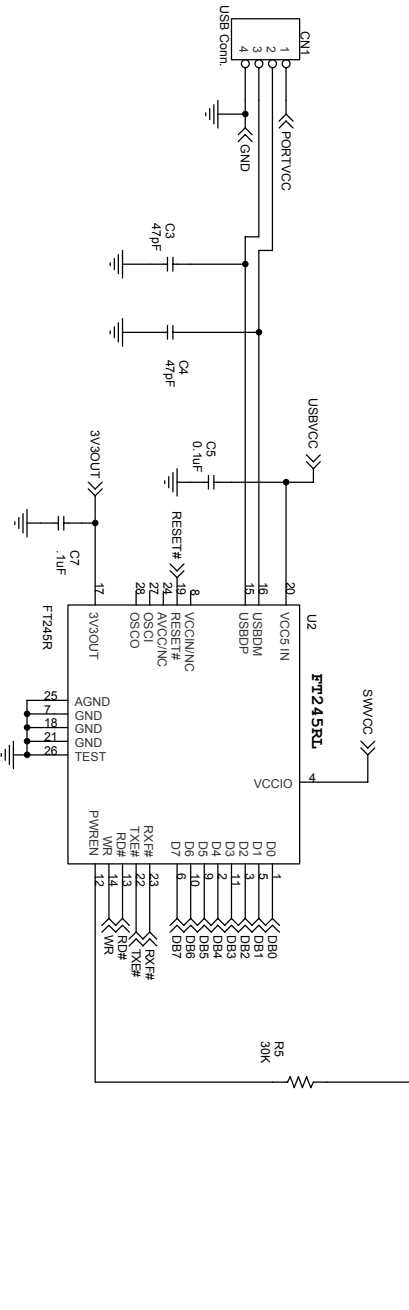 CN1
1
2
3
4
USB Conn.
PORTVCC
GND
C3
47pF
C4
47pF
USBVCC
C5
0.1uF
3V3OUT
C7
.1uF
RESET#
SWVCC
U2
FT245RL
20
VCC5 IN
16
USBDM
15
USBDP
8
VCCIN/NC
19
RESET#
24
AVCC/NC
27
OSCI
28
OSCO
17
3V3OUT
FT245R
25
AGND
7
GND
18
GND
21
GND
26
TEST
VCCIO
4
D0
1
DB0
D1
5
DB1
D2
3
DB2
D3
11
DB3
D4
2
DB4
D5
9
DB5
D6
10
DB6
D7
6
DB7
RXF#
23
RXF#
TXE#
22
TXE#
RD#
13
RD#
WR
14
WR
PWREN
12
R5
30K